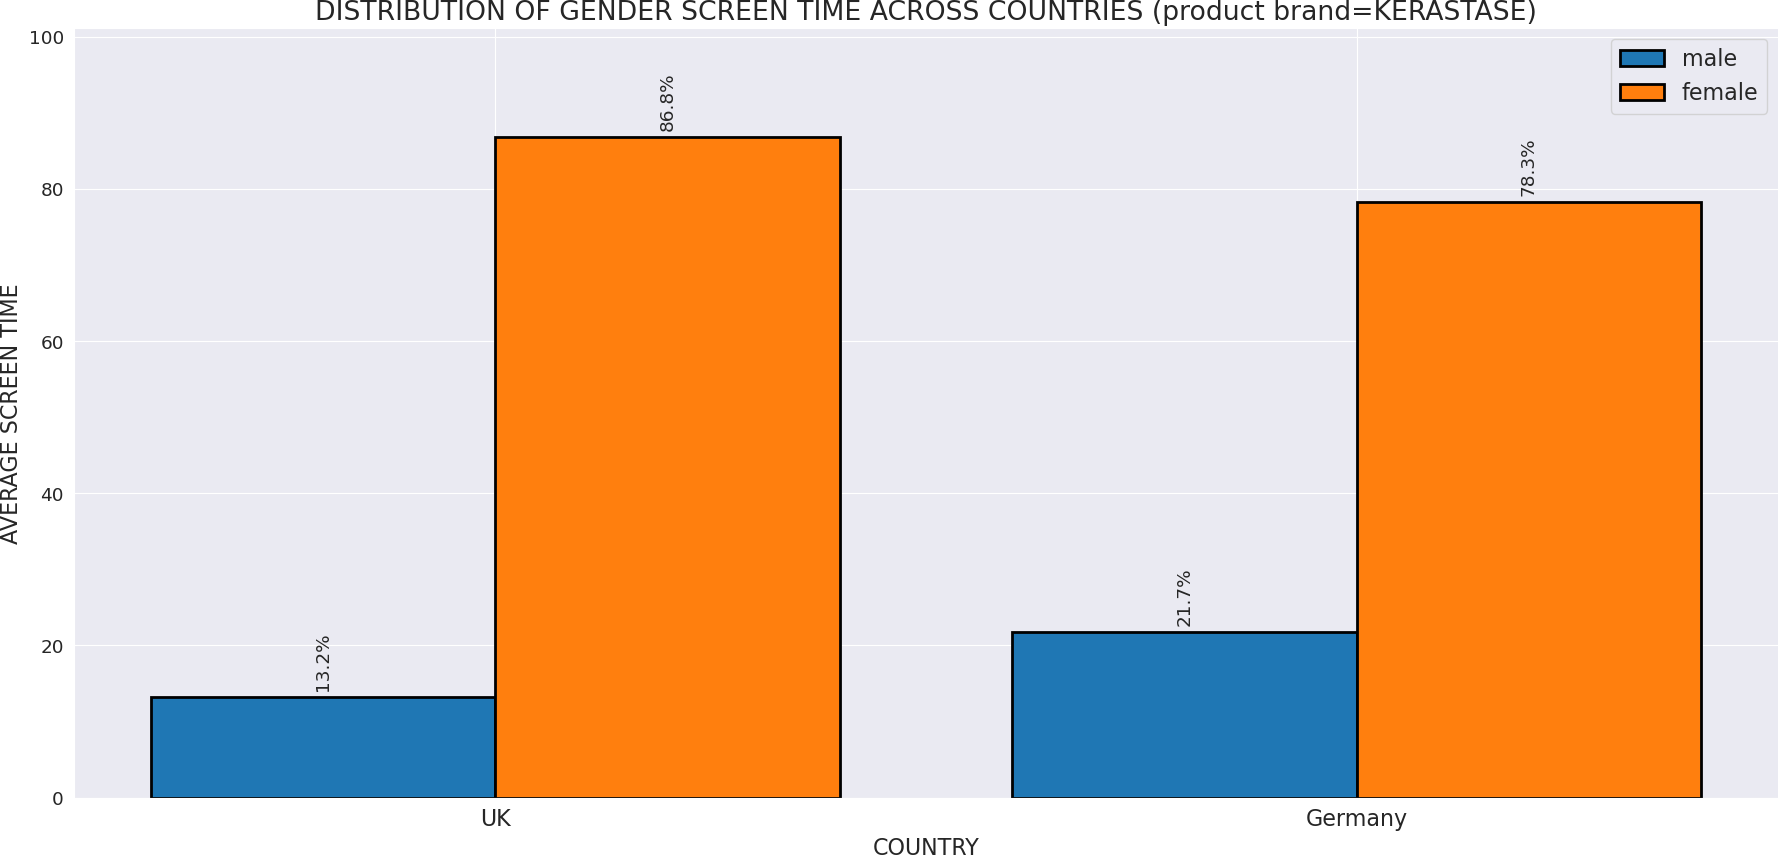 DISTRIBUTION OF GENDER SCREEN TIME ACROSS COUNTRIES (product brand=KERASTASE)
male
female
AVERAGE SCREEN TIME
100
80
60
40
20
0
13.2%
86.8%
21.7%
78.3%
UK
Germany
COUNTRY